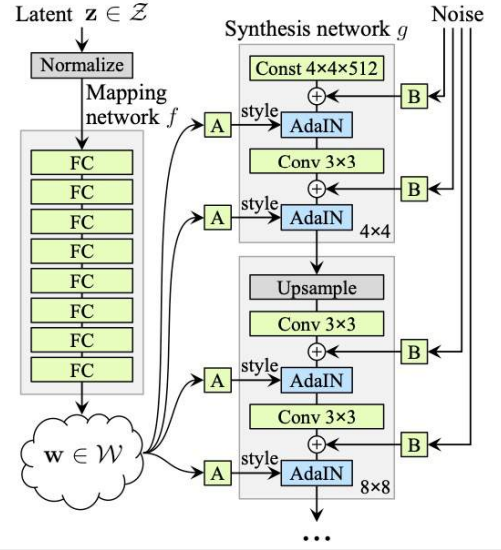 Latent z ∈ Z
Normalize
Mapping
network f
FC
FC
FC
FC
FC
FC
FC
FC
w ∈ W
Synthesis network g
Noise
Const 4×4×512
B
A
style
AdaIN
Conv 3×3
B
A
style
AdaIN
4×4
Upsample
Conv 3×3
B
A
style
AdaIN
Conv 3×3
B
A
style
AdaIN
8×8
...